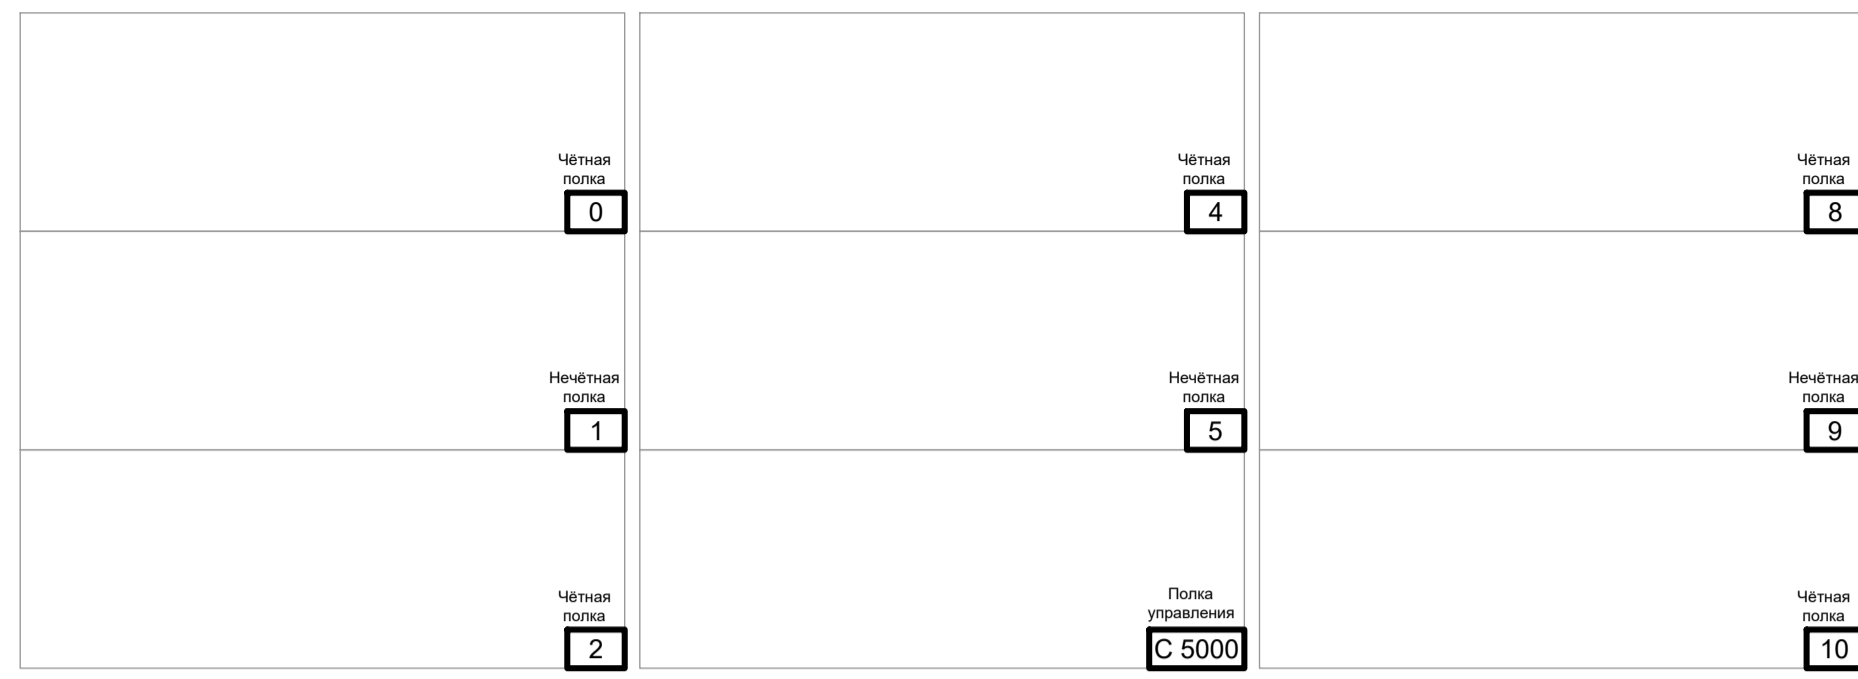 Чётная
полка
0
Чётная
полка
4
Чётная
полка
8
Нечётная
полка
1
Нечётная
полка
5
Нечётная
полка
9
Чётная
полка
2
Полка
управления
С 5000
Чётная
полка
10